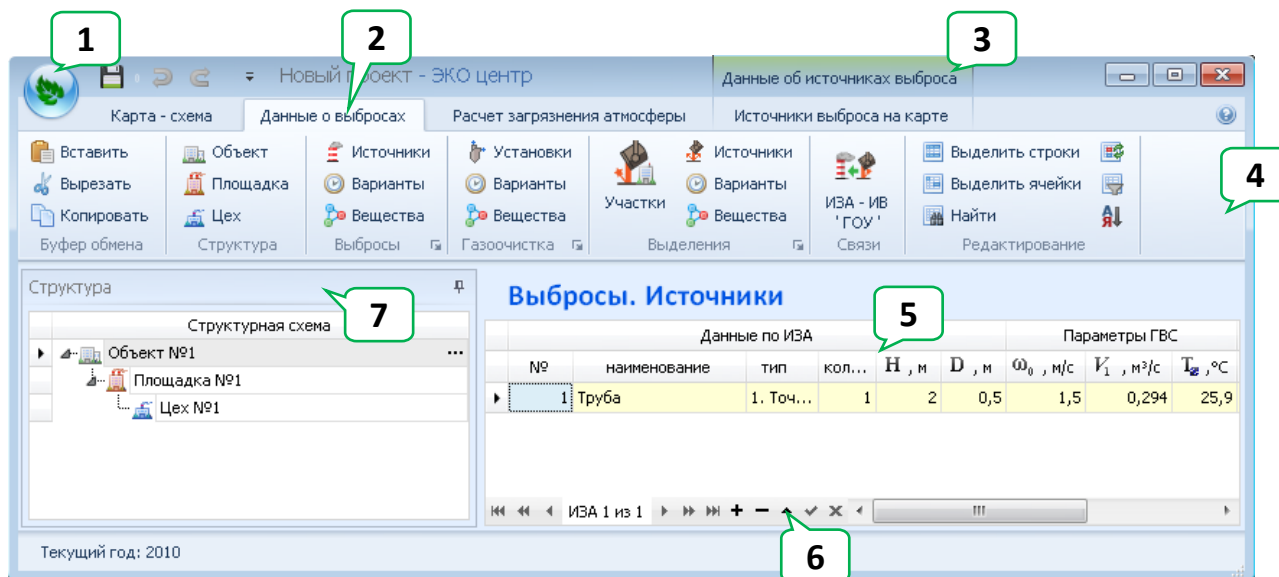 1
2
3
Новый проект - ЭКО центр
Данные об источниках выброса
Карта - схема
Данные о выбросах
Расчет загрязнения атмосферы
Источники выброса на карте
Вставить
Объект
Источники
Установки
Источники
Выделить строки
Вырезать
Площадка
Варианты
Варианты
Участки
Варианты
ИЗА - ИВ
' ГОУ '
Выделить ячейки
4
Копировать
Цех
Вещества
Вещества
Вещества
Найти
Буфер обмена
Структура
Выбросы
Газоочистка
Выделения
Связи
Редактирование
Структура
7
Выбросы. Источники
5
Структурная схема
Данные по ИЗА
Параметры ГВС
Объект №1 ...
Площадка №1
Цех №1
№ наименование тип кол... H , м D , м ω₀ , м/с V₁ , м³/с Tг ,°C
1 Труба 1. Точ... 1 2 0,5 1,5 0,294 25,9
ИЗА 1 из 1
6
Текущий год: 2010